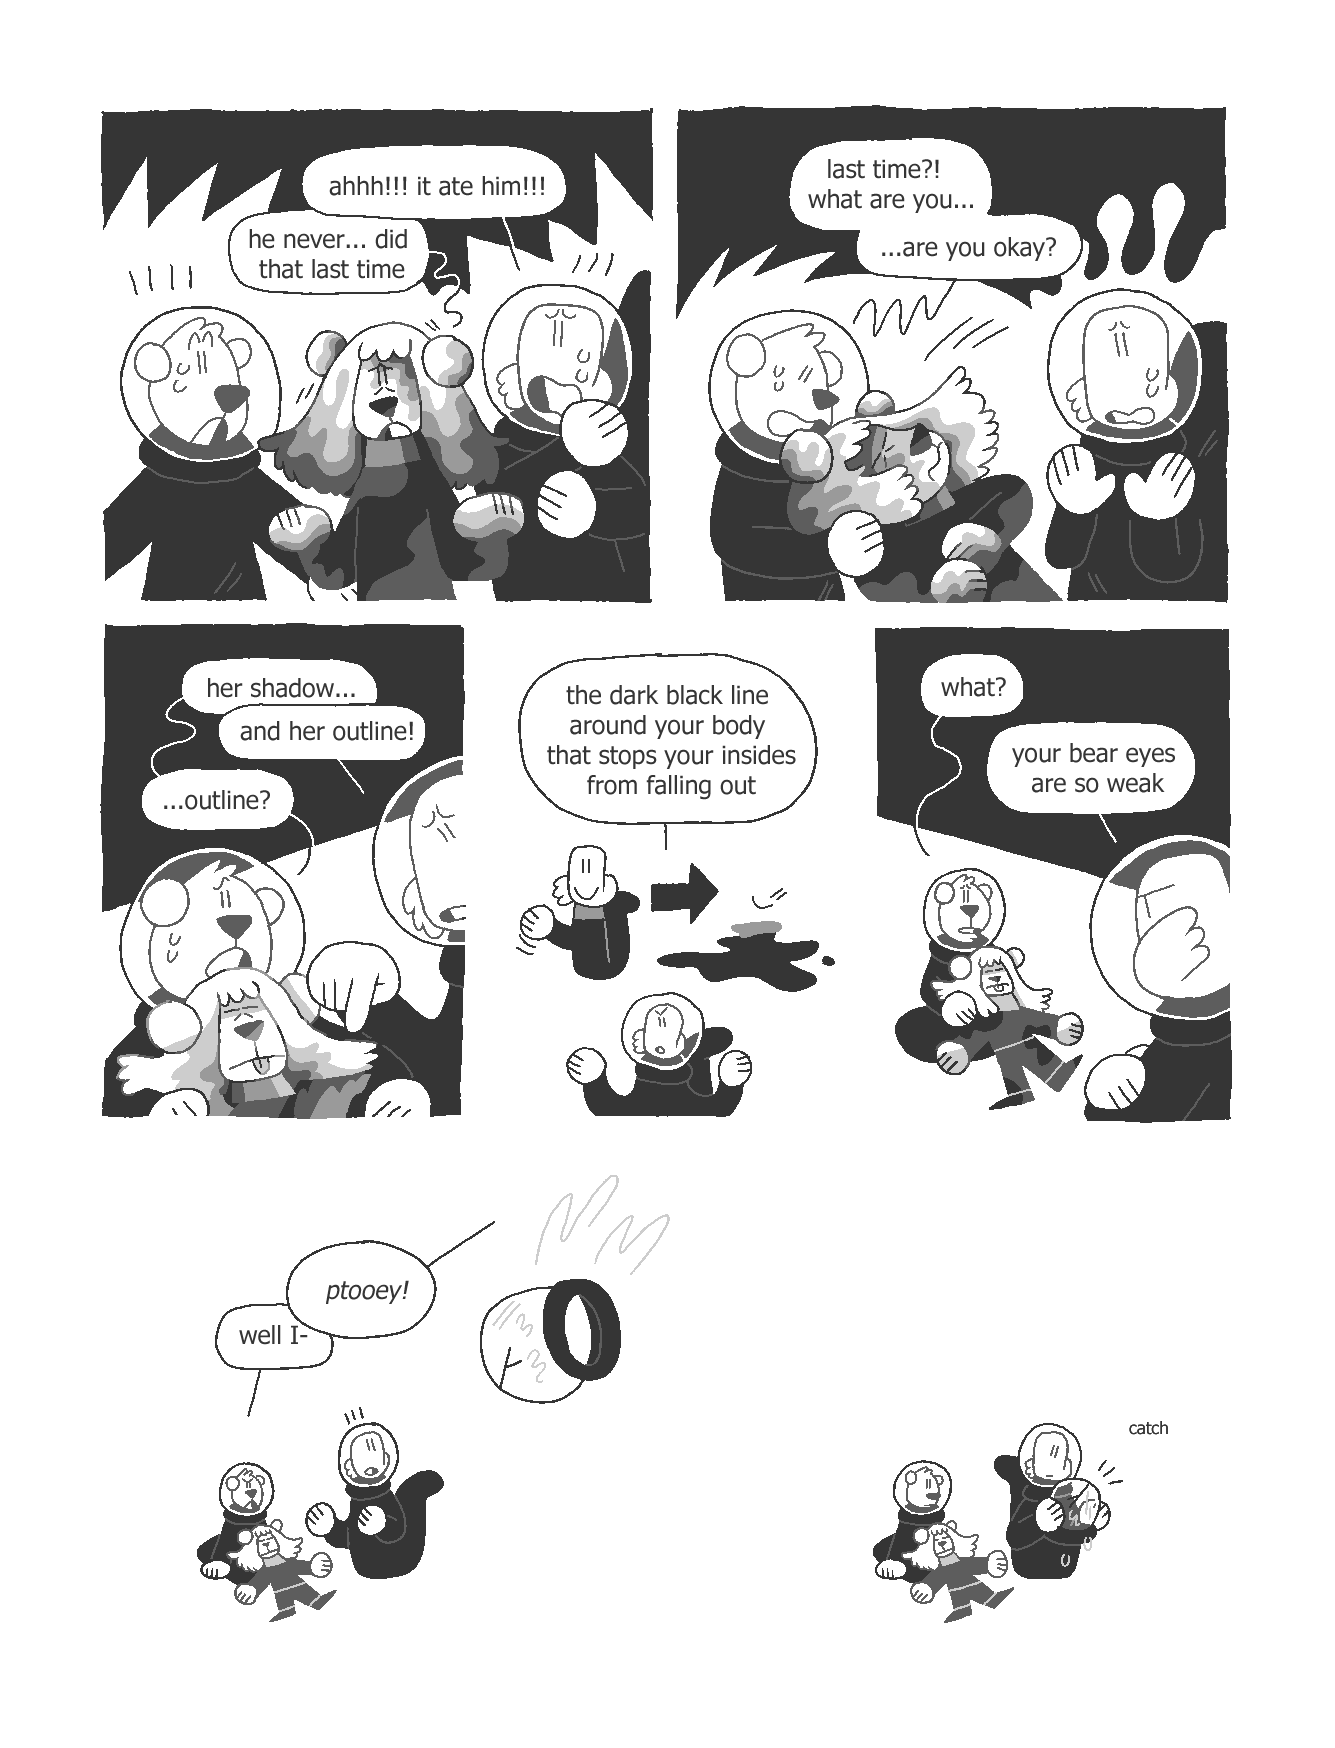 ahhh!!! it ate him!!!
he never... did
that last time
last time?!
what are you...
...are you okay?
her shadow...
and her outline!
...outline?
the dark black line
around your body
that stops your insides
from falling out
what?
your bear eyes
are so weak
ptooey!
well I-
catch